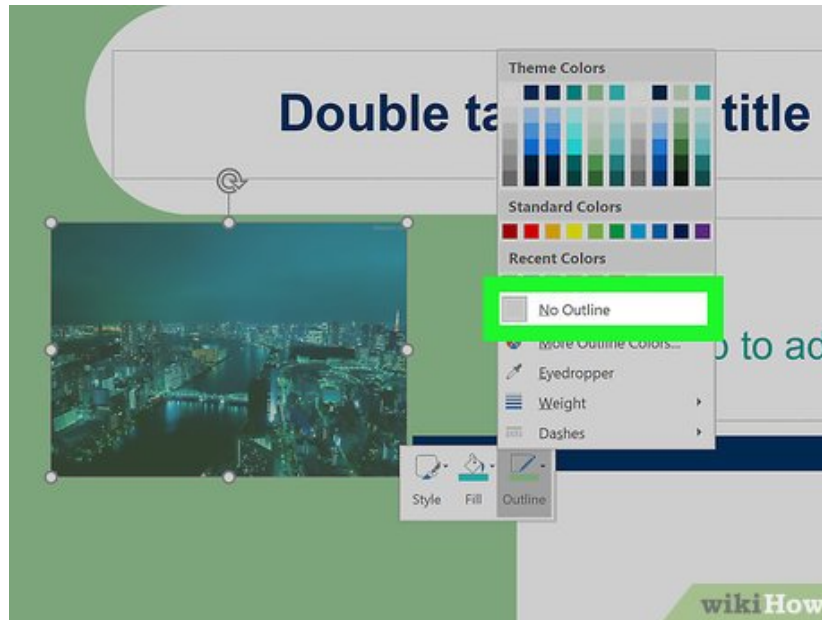 Theme Colors
Double ta
title
Standard Colors
Recent Colors
No Outline
More Outline Colors...
to ad
Eyedropper
Weight
Dashes
Style Fill Outline
wikiHow